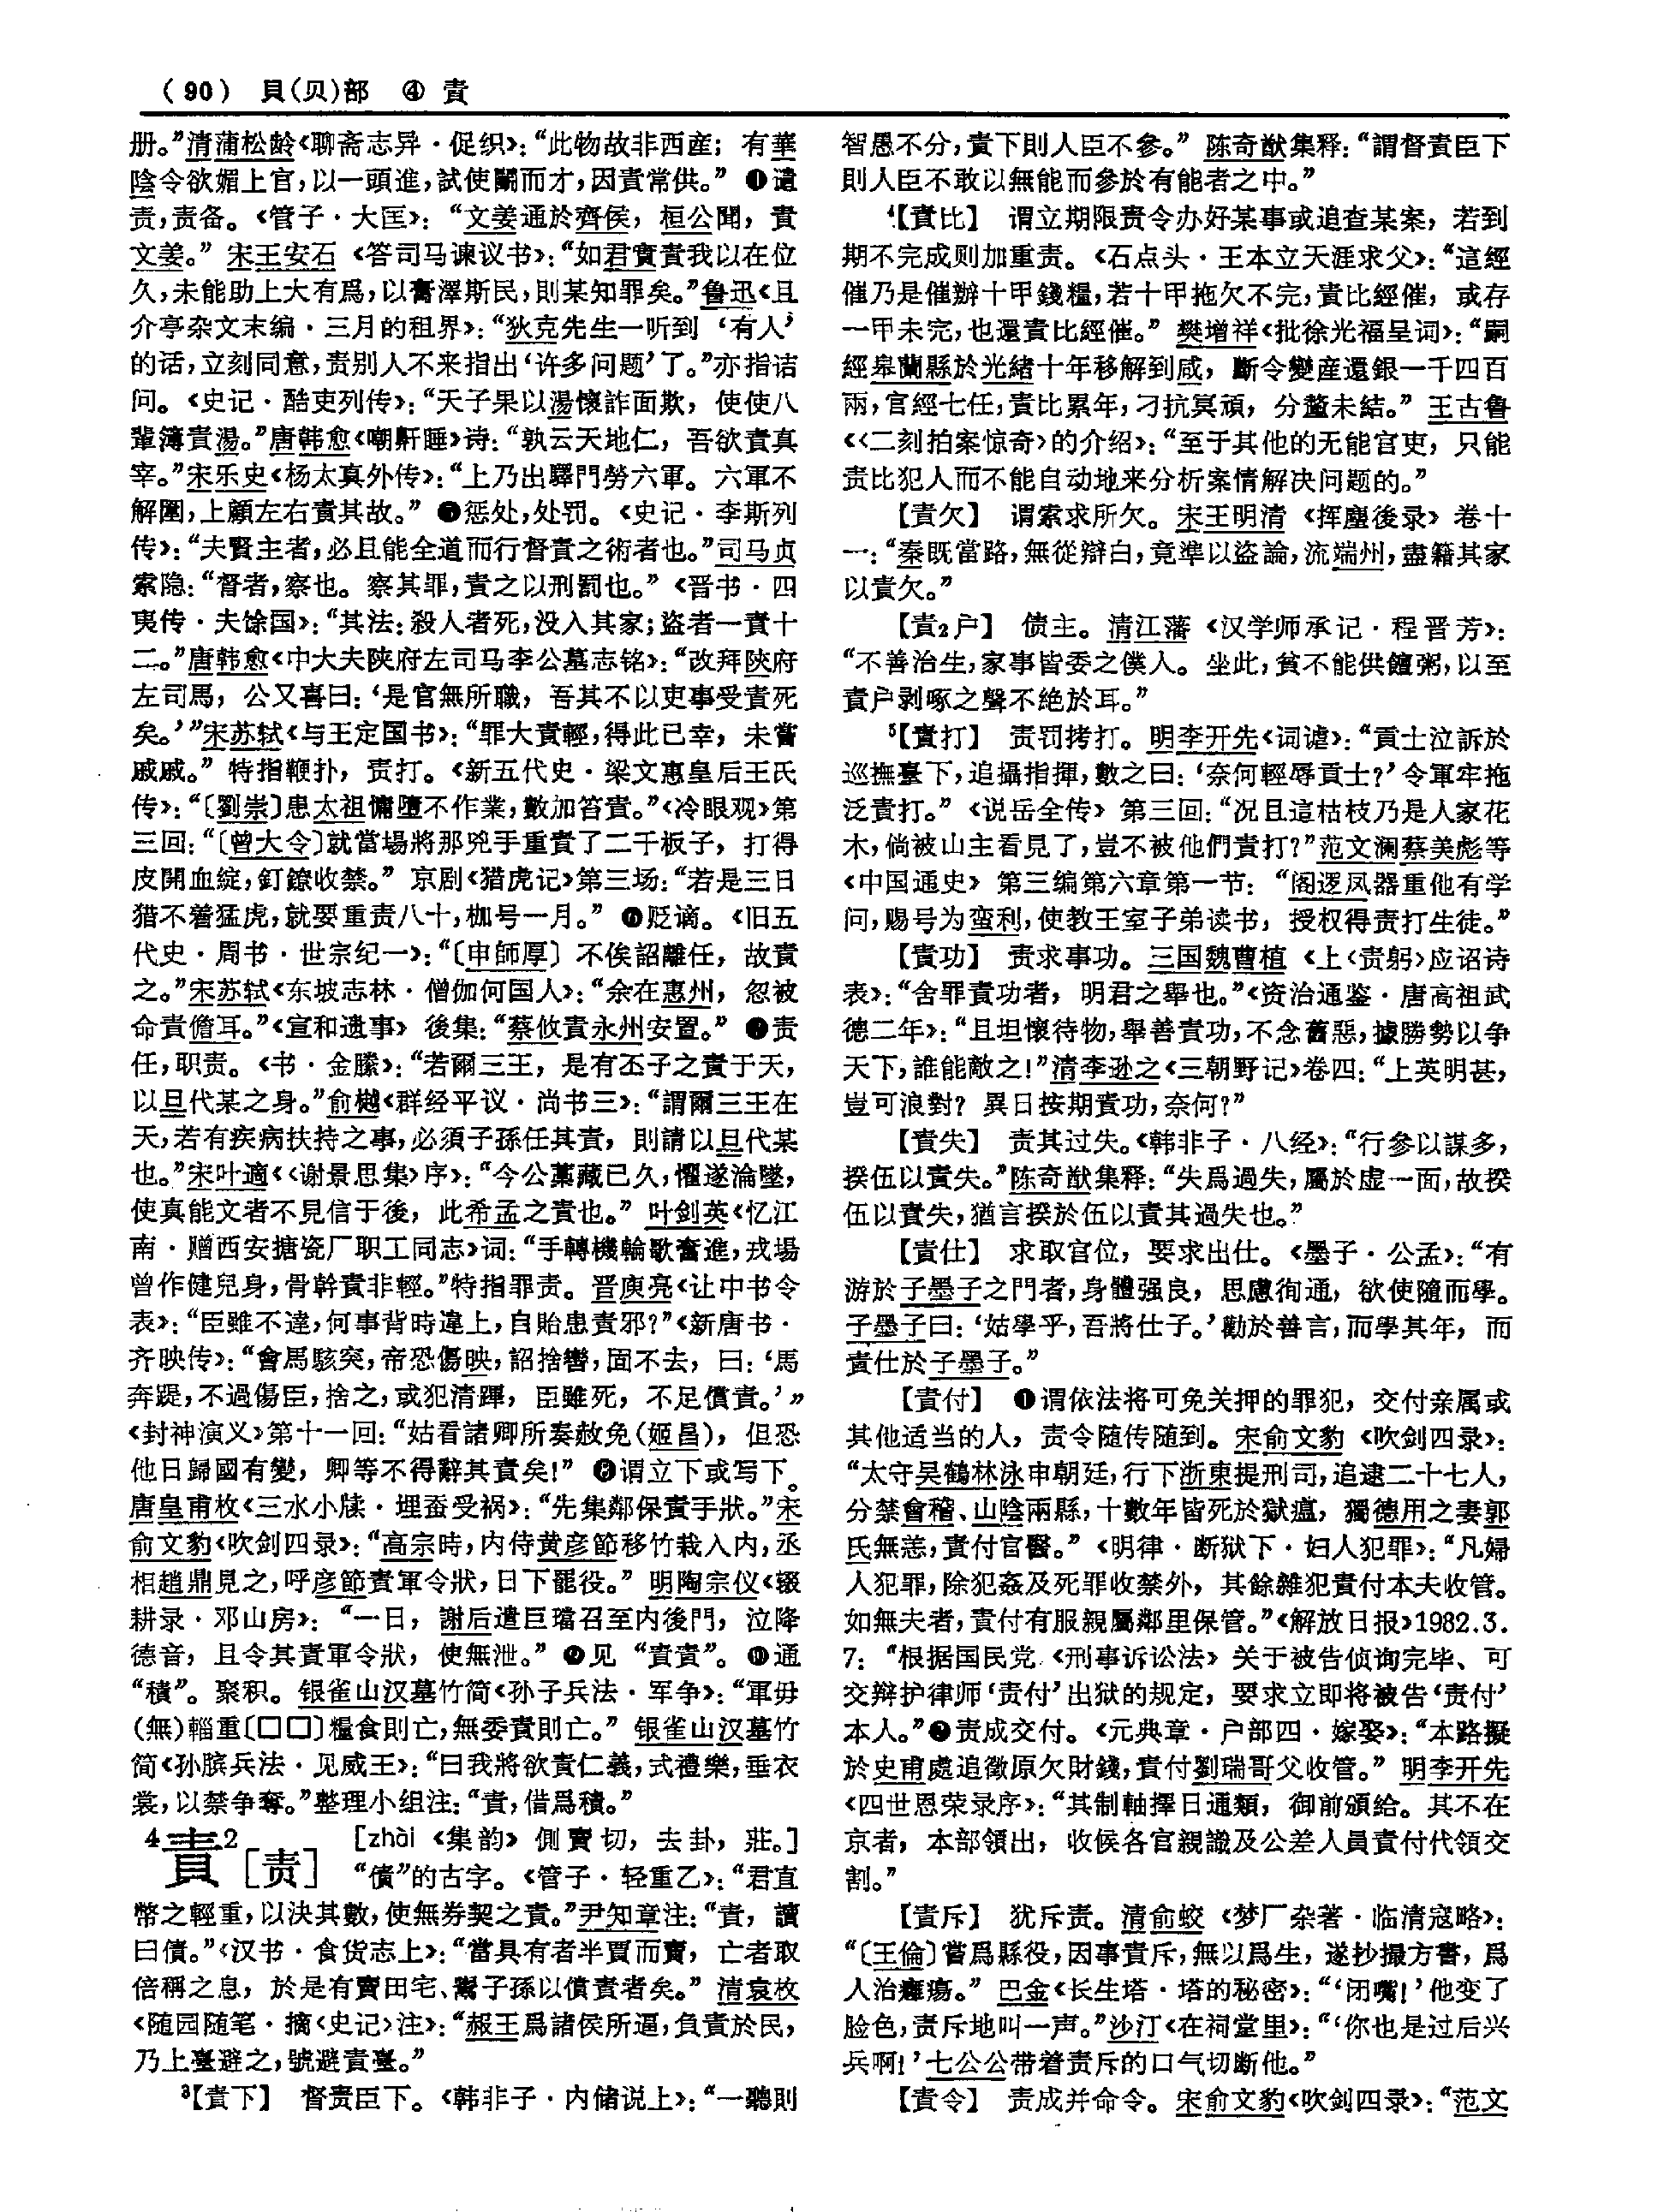 （90） 貝(贝)部 ④ 責
册。”清蒲松龄《聊斋志异·促织》：“此物故非西産；有華
陰令欲媚上官，以一頭進，試使鬭而才，因責常供。” ❹谴
责，责备。《管子·大匡》：“文姜通於齊侯，桓公聞，責
文姜。”宋王安石《答司马谏议书》：“如君實責我以在位
久，未能助上大有爲，以膏澤斯民，則某知罪矣。”鲁迅《且
介亭杂文末编·三月的租界》：“狄克先生一听到‘有人’
的话，立刻同意，责别人不来指出‘许多问题’了。”亦指诘
问。《史记·酷吏列传》：“天子果以湯懷詐面欺，使使八
輩簿責湯。”唐韩愈《嘲鼾睡》诗：“孰云天地仁，吾欲責真
宰。”宋乐史《杨太真外传》：“上乃出驛門勞六軍。六軍不
解圍，上顧左右責其故。” ❺惩处，处罚。《史记·李斯列
传》：“夫賢主者，必且能全道而行督責之術者也。”司马贞
索隐：“督者，察也。察其罪，責之以刑罰也。”《晋书·四
夷传·夫馀国》：“其法：殺人者死，没入其家；盗者一責十
二。”唐韩愈《中大夫陕府左司马李公墓志铭》：“改拜陝府
左司馬，公又喜曰：‘是官無所職，吾其不以吏事受責死
矣。’”宋苏轼《与王定国书》：“罪大責輕，得此已幸，未嘗
戚戚。”特指鞭扑，责打。《新五代史·梁文惠皇后王氏
传》：“〔劉崇〕患太祖慵墮不作業，數加笞責。”《冷眼观》第
三回：“〔曾大令〕就當場將那兇手重責了二千板子，打得
皮開血綻，釘鐐收禁。”京剧《猎虎记》第三场：“若是三日
猎不着猛虎，就要重责八十，枷号一月。” ❻贬谪。《旧五
代史·周书·世宗纪一》：“〔申師厚〕不俟詔離任，故責
之。”宋苏轼《东坡志林·僧伽何国人》：“余在惠州，忽被
命責儋耳。”《宣和遗事》後集：“蔡攸責永州安置。” ❼责
任，职责。《书·金縢》：“若爾三王，是有丕子之責于天，
以旦代某之身。”俞樾《群经平议·尚书三》：“謂爾三王在
天，若有疾病扶持之事，必須子孫任其責，則請以旦代某
也。”宋叶適《〈谢景思集〉序》：“今公藁藏已久，懼遂淪墜，
使真能文者不見信于後，此希孟之責也。”叶剑英《忆江
南·赠西安搪瓷厂职工同志》词：“手轉機輪歌奮進，戎場
曾作健兒身，骨幹責非輕。”特指罪责。晋庾亮《让中书令
表》：“臣雖不達，何事背時違上，自貽患責邪？”《新唐书·
齐映传》：“會馬駭突，帝恐傷映，詔捨轡，固不去，曰：‘馬
奔踶，不過傷臣，捨之，或犯清蹕，臣雖死，不足償責。’”
《封神演义》第十一回：“姑看諸卿所奏赦免(姬昌)，但恐
他日歸國有變，卿等不得辭其責矣！” ❽谓立下或写下。
唐皇甫枚《三水小牍·埋蚕受祸》：“先集鄰保責手狀。”宋
俞文豹《吹剑四录》：“高宗時，内侍黄彦節移竹栽入内，丞
相趙鼎見之，呼彦節責軍令狀，日下罷役。”明陶宗仪《辍
耕录·邓山房》：“一日，謝后遣巨璫召至内後門，泣降
德音，且令其責軍令狀，使無泄。” ❾见“責責”。❿通
“積”。聚积。银雀山汉墓竹简《孙子兵法·军争》：“軍毋
(無)輜重〔□□〕糧食則亡，無委責則亡。”银雀山汉墓竹
简《孙膑兵法·见威王》：“曰我將欲責仁義，式禮樂，垂衣
裳，以禁争奪。”整理小组注：“責，借爲積。”
4責2［责］ ［zhài《集韵》侧賣切，去卦，莊。］
“債”的古字。《管子·轻重乙》：“君直
幣之輕重，以決其數，使無券契之責。”尹知章注：“責，讀
曰債。”《汉书·食货志上》：“當具有者半賈而賣，亡者取
倍稱之息，於是有賣田宅、鬻子孫以償責者矣。”清袁枚
《随园随笔·摘〈史记〉注》：“赧王爲諸侯所逼，負責於民，
乃上臺避之，號避責臺。”
3【責下】 督责臣下。《韩非子·内储说上》：“一聽則
智愚不分，責下則人臣不參。”陈奇猷集释：“謂督責臣下
則人臣不敢以無能而參於有能者之中。”
4【責比】 谓立期限责令办好某事或追查某案，若到
期不完成则加重责。《石点头·王本立天涯求父》：“這經
催乃是催辦十甲錢糧，若十甲拖欠不完，責比經催，或存
一甲未完，也還責比經催。”樊增祥《批徐光福呈词》：“嗣
經皋蘭縣於光緒十年移解到咸，斷令變産還銀一千四百
兩，官經七任，責比累年，刁抗冥頑，分釐未結。”王古鲁
《〈二刻拍案惊奇〉的介绍》：“至于其他的无能官吏，只能
责比犯人而不能自动地来分析案情解决问题的。”
【責欠】 谓索求所欠。宋王明清《挥麈後录》卷十
一：“秦既當路，無從辯白，竟準以盜論，流端州，盡籍其家
以責欠。”
【責2户】 债主。清江藩《汉学师承记·程晋芳》：
“不善治生，家事皆委之僕人。坐此，貧不能供饘粥，以至
責户剥啄之聲不絶於耳。”
5【責打】 责罚拷打。明李开先《词谑》：“貢士泣訴於
巡撫臺下，追攝指揮，數之曰：‘奈何輕辱貢士？’令軍牢拖
泛責打。”《说岳全传》第三回：“况且這枯枝乃是人家花
木，倘被山主看見了，豈不被他們責打？”范文澜蔡美彪等
《中国通史》第三编第六章第一节：“阁逻凤器重他有学
问，赐号为蛮利，使教王室子弟读书，授权得责打生徒。”
【責功】 责求事功。三国魏曹植《上〈责躬〉应诏诗
表》：“舍罪責功者，明君之舉也。”《资治通鉴·唐高祖武
德二年》：“且坦懷待物，舉善責功，不念舊惡，據勝勢以争
天下，誰能敵之！”清李逊之《三朝野记》卷四：“上英明甚，
豈可浪對？異日按期責功，奈何？”
【責失】 责其过失。《韩非子·八经》：“行参以謀多，
揆伍以責失。”陈奇猷集释：“失爲過失，屬於虚一面，故揆
伍以責失，猶言揆於伍以責其過失也。”
【責仕】 求取官位，要求出仕。《墨子·公孟》：“有
游於子墨子之門者，身體强良，思慮徇通，欲使隨而學。
子墨子曰：‘姑學乎，吾將仕子。’勸於善言，而學其年，而
責仕於子墨子。”
【責付】 ❶谓依法将可免关押的罪犯，交付亲属或
其他适当的人，责令随传随到。宋俞文豹《吹剑四录》：
“太守吴鶴林泳申朝廷，行下浙東提刑司，追逮二十七人，
分禁會稽、山陰兩縣，十數年皆死於獄瘟，獨德用之妻郭
氏無恙，責付官醫。”《明律·断狱下·妇人犯罪》：“凡婦
人犯罪，除犯姦及死罪收禁外，其餘雜犯責付本夫收管。
如無夫者，責付有服親屬鄰里保管。”《解放日报》1982.3.
7：“根据国民党《刑事诉讼法》关于被告侦询完毕、可
交辩护律师‘责付’出狱的规定，要求立即将被告‘责付’
本人。”❷责成交付。《元典章·户部四·嫁娶》：“本路擬
於史甫處追徵原欠財錢，責付劉瑞哥父收管。”明李开先
《四世恩荣录序》：“其制軸擇日通類，御前頒給。其不在
京者，本部領出，收候各官親識及公差人員責付代領交
割。”
【責斥】 犹斥责。清俞蛟《梦厂杂著·临清寇略》：
“〔王倫〕嘗爲縣役，因事責斥，無以爲生，遂抄撮方書，爲
人治癰瘍。”巴金《长生塔·塔的秘密》：“‘闭嘴！’他变了
脸色，责斥地叫一声。”沙汀《在祠堂里》：“‘你也是过后兴
兵啊！’七公公带着责斥的口气切断他。”
【責令】 责成并命令。宋俞文豹《吹剑四录》：“范文